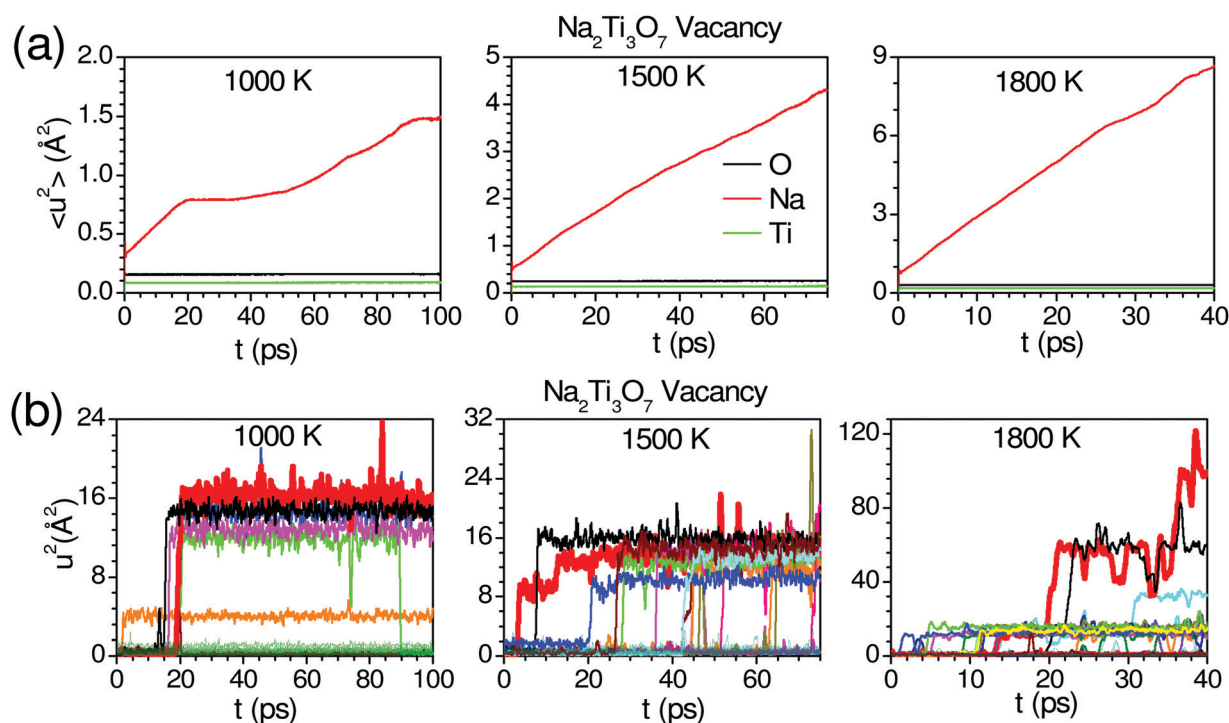 (a)
Na₂Ti₃O₇ Vacancy
1000 K
1500 K
1800 K
<u²> (Å²)
2.0
1.5
1.0
0.5
0.0
0 20 40 60 80 100
t (ps)
5
4
3
2
1
0
0 20 40 60
t (ps)
O
Na
Ti
9
6
3
0
0 10 20 30 40
t (ps)
(b)
Na₂Ti₃O₇ Vacancy
1000 K
1500 K
1800 K
u² (Å²)
24
16
8
0
0 20 40 60 80 100
t (ps)
32
24
16
8
0
0 20 40 60
t (ps)
120
80
40
0
0 10 20 30 40
t (ps)